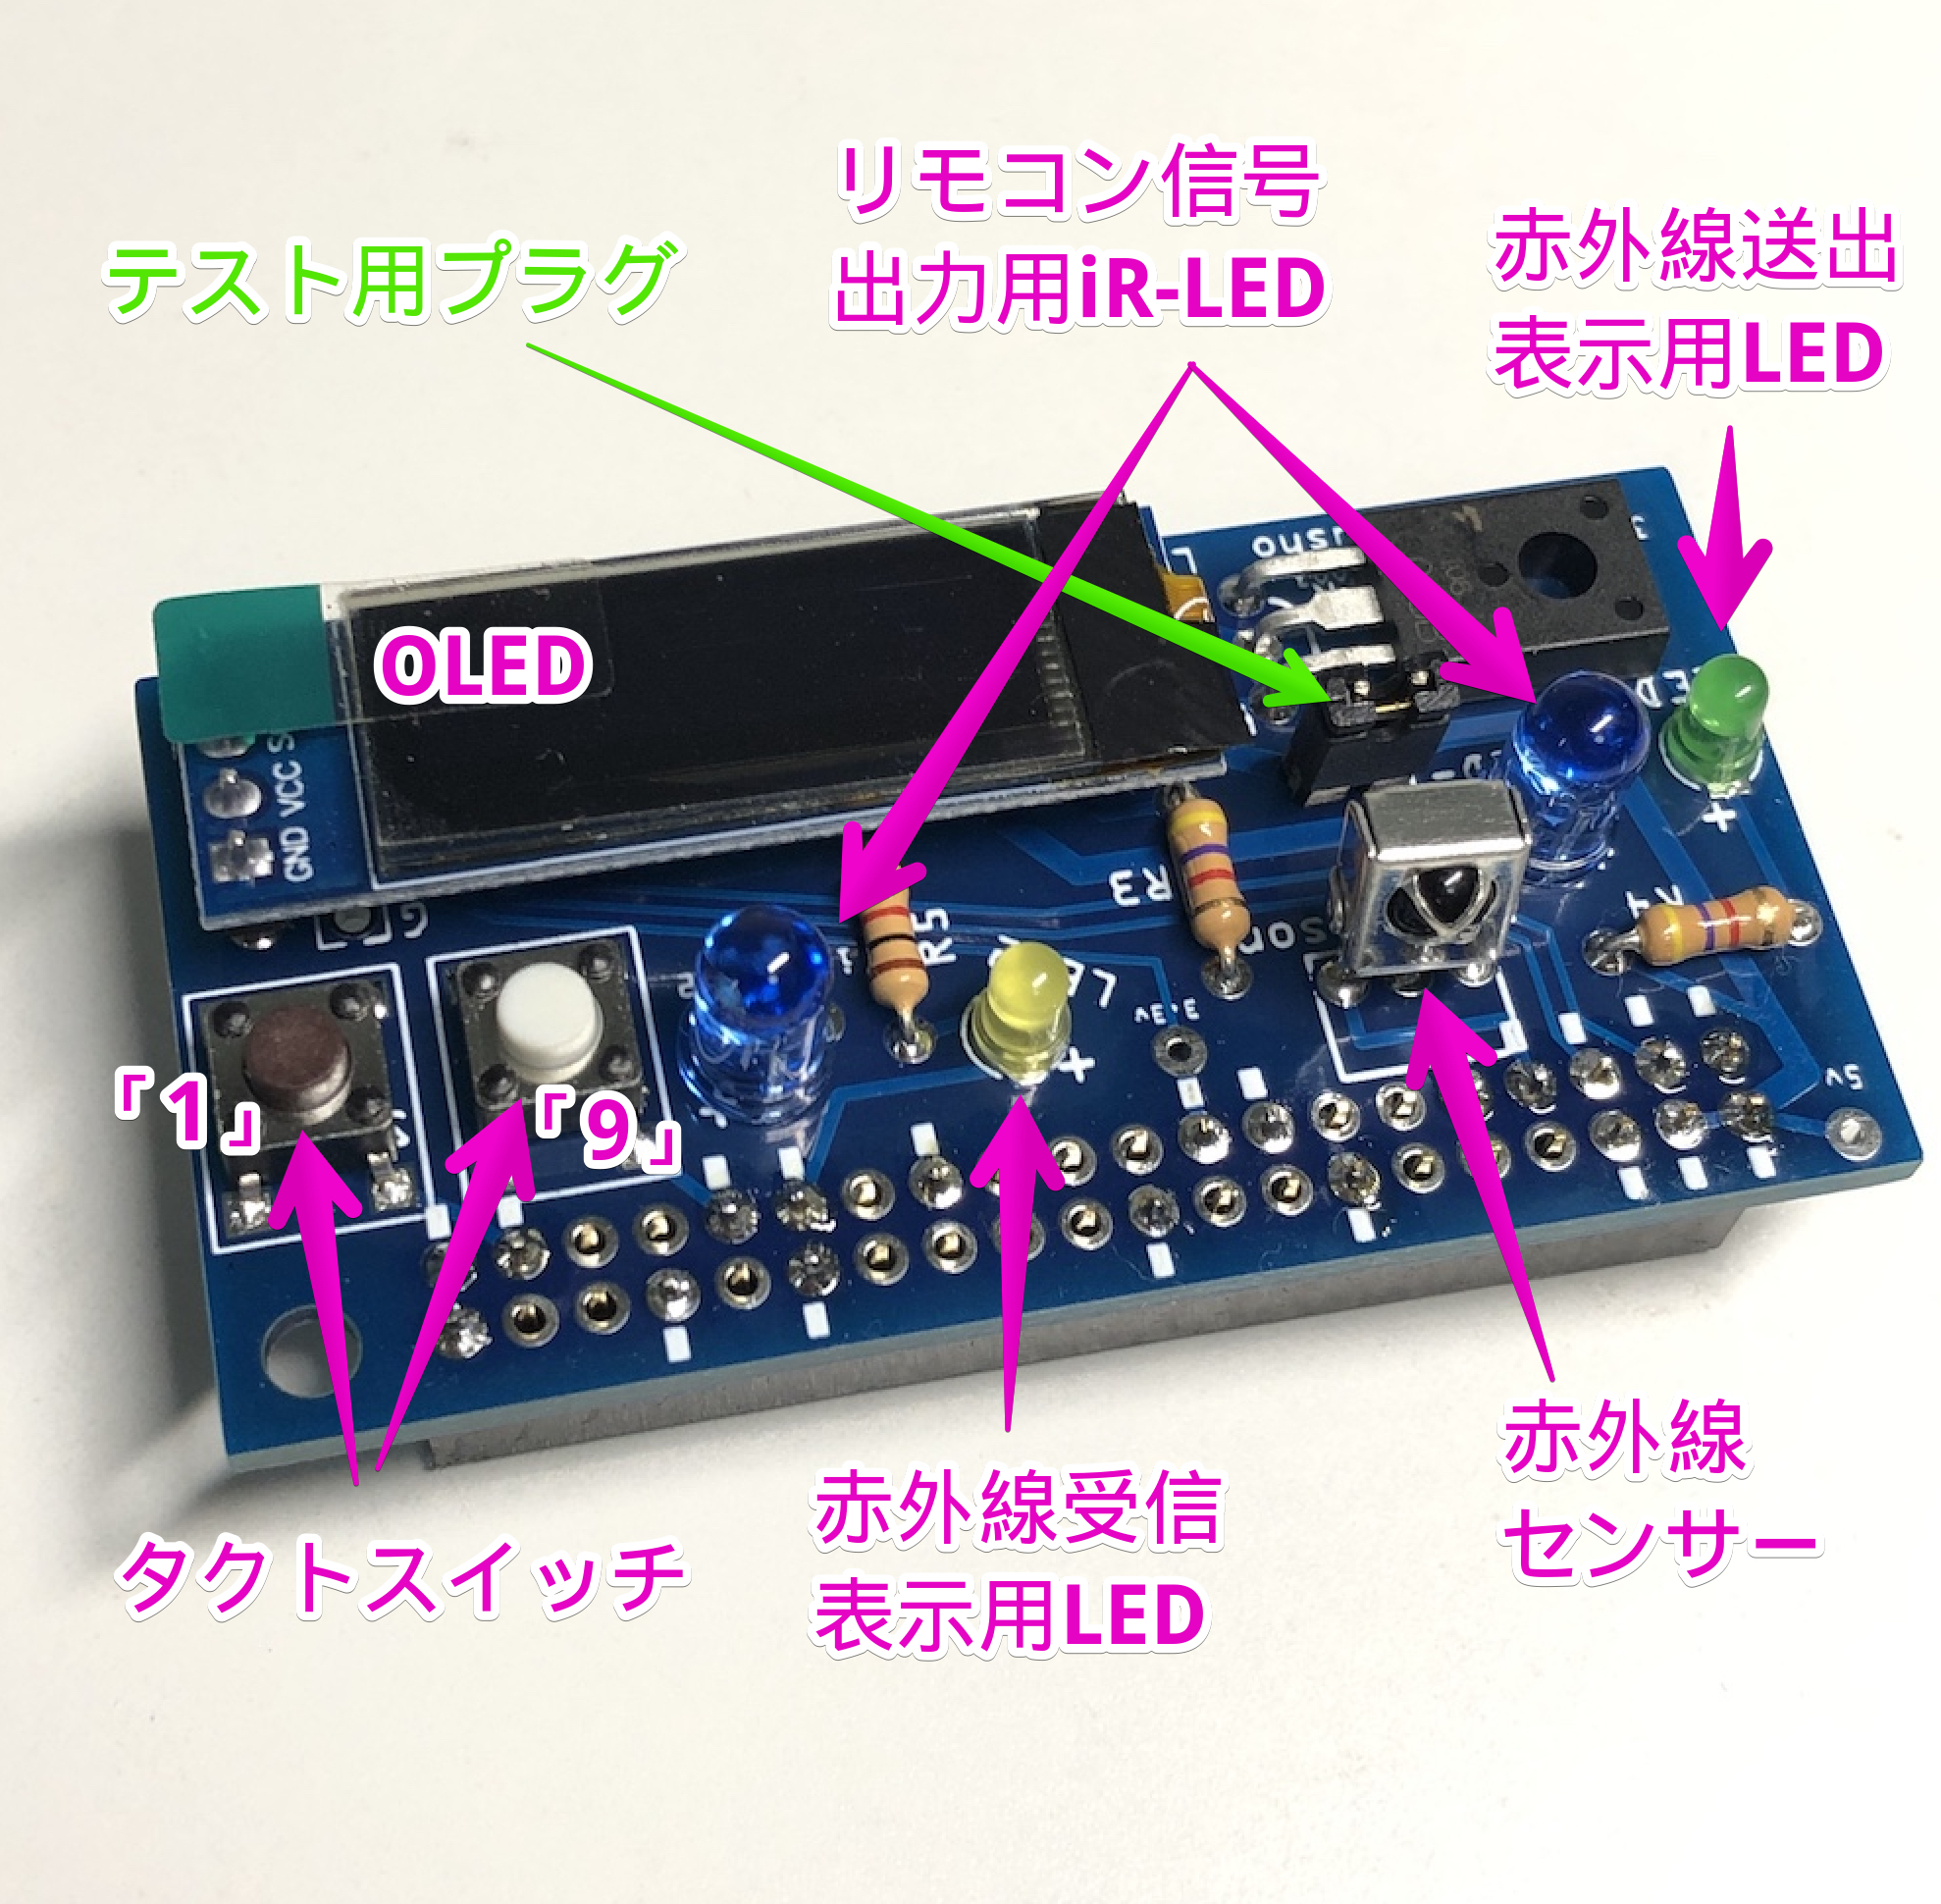 リモコン信号
出力用iR-LED
赤外線送出
表示用LED
テスト用プラグ
OLED
GND VCC
R3
R5
3.3v
5v
+
+
「1」
「9」
タクトスイッチ
赤外線受信
表示用LED
赤外線
センサー